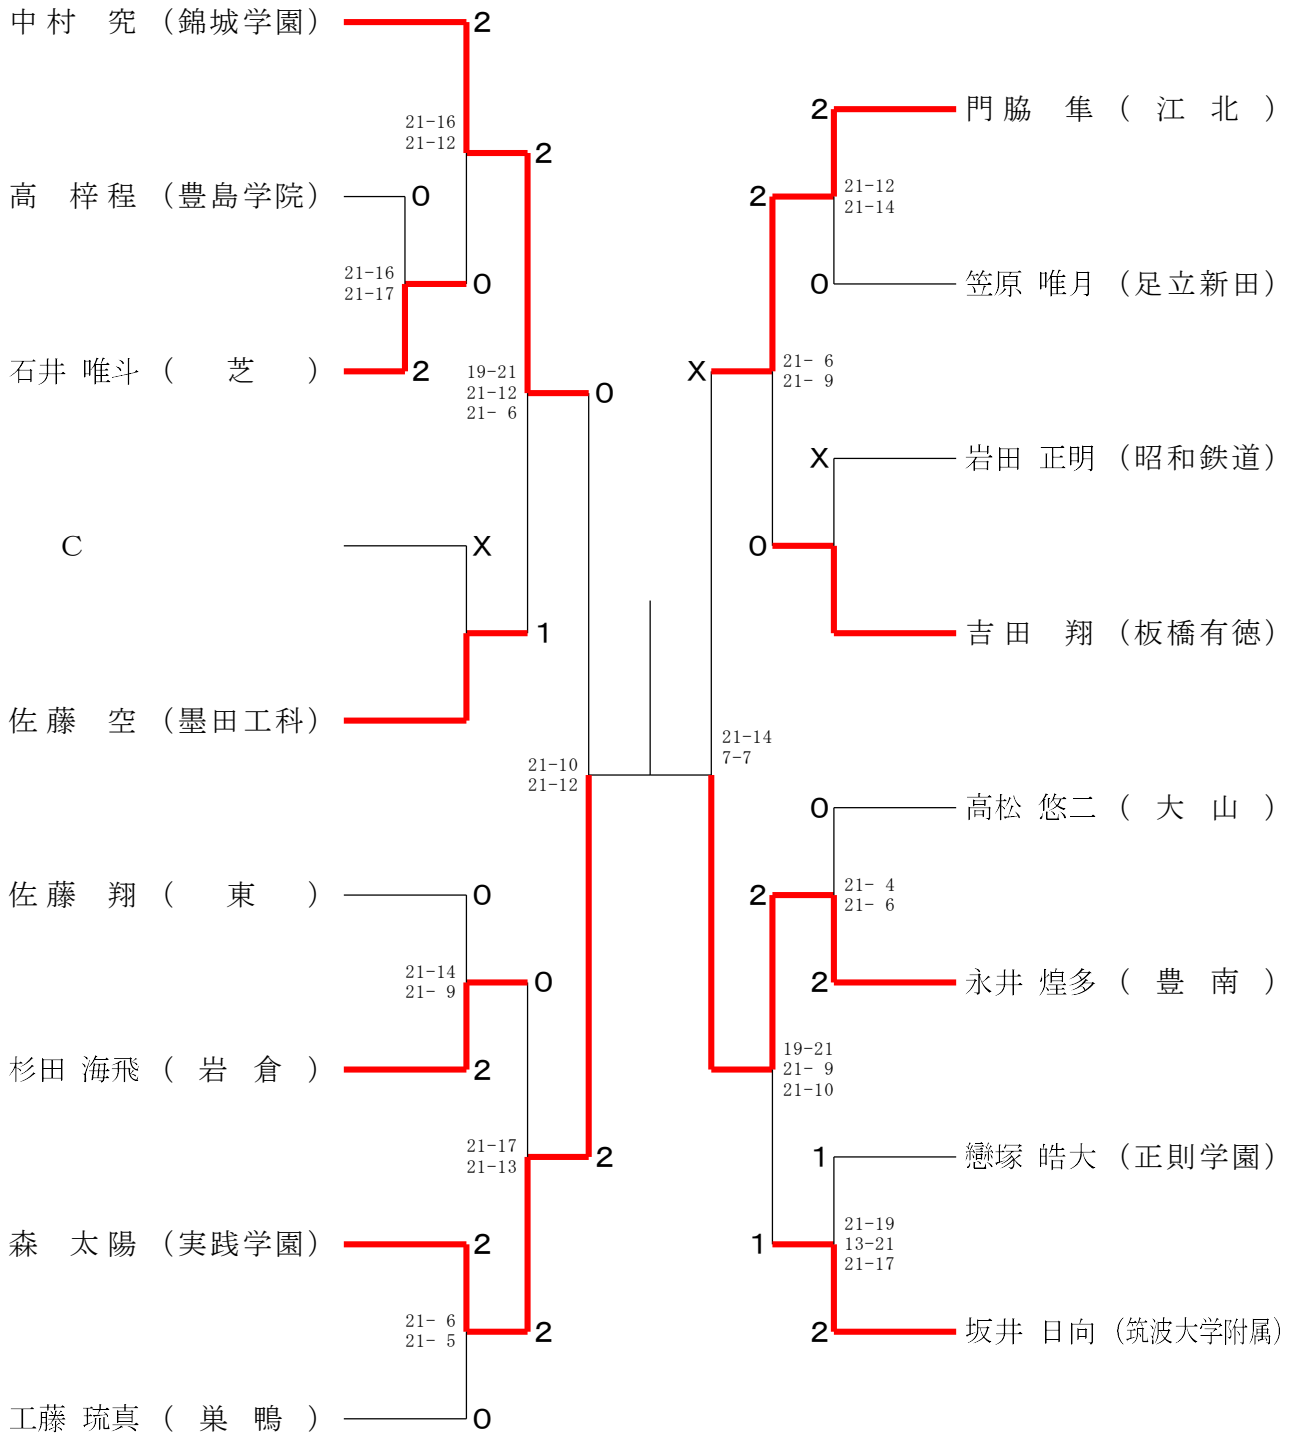 中村 究 （錦城学園） 2
21-16
21-12
2
高 梓程 （豊島学院） 0
21-16
21-17
0
石井 唯斗 （ 芝 ） 2
19-21
21-12
21- 6
0
C X
1
佐藤 空 （墨田工科）
21-10
21-12
佐藤 翔 （ 東 ） 0
21-14
21- 9
0
杉田 海飛 （ 岩倉 ） 2
21-17
21-13
2
森 太陽 （実践学園） 2
21- 6
21- 5
2
工藤 琉真 （ 巣鴨 ） 0
2 門脇 隼 （ 江北 ）
2
21-12
21-14
0 笠原 唯月 （足立新田）
X
21- 6
21- 9
X 岩田 正明 （昭和鉄道）
0
吉田 翔 （板橋有徳）
21-14
7-7
0 高松 悠二 （ 大山 ）
2
21- 4
21- 6
2 永井 煌多 （ 豊南 ）
19-21
21- 9
21-10
1 戀塚 皓大 （正則学園）
1
21-19
13-21
21-17
2 坂井 日向 （筑波大学附属）